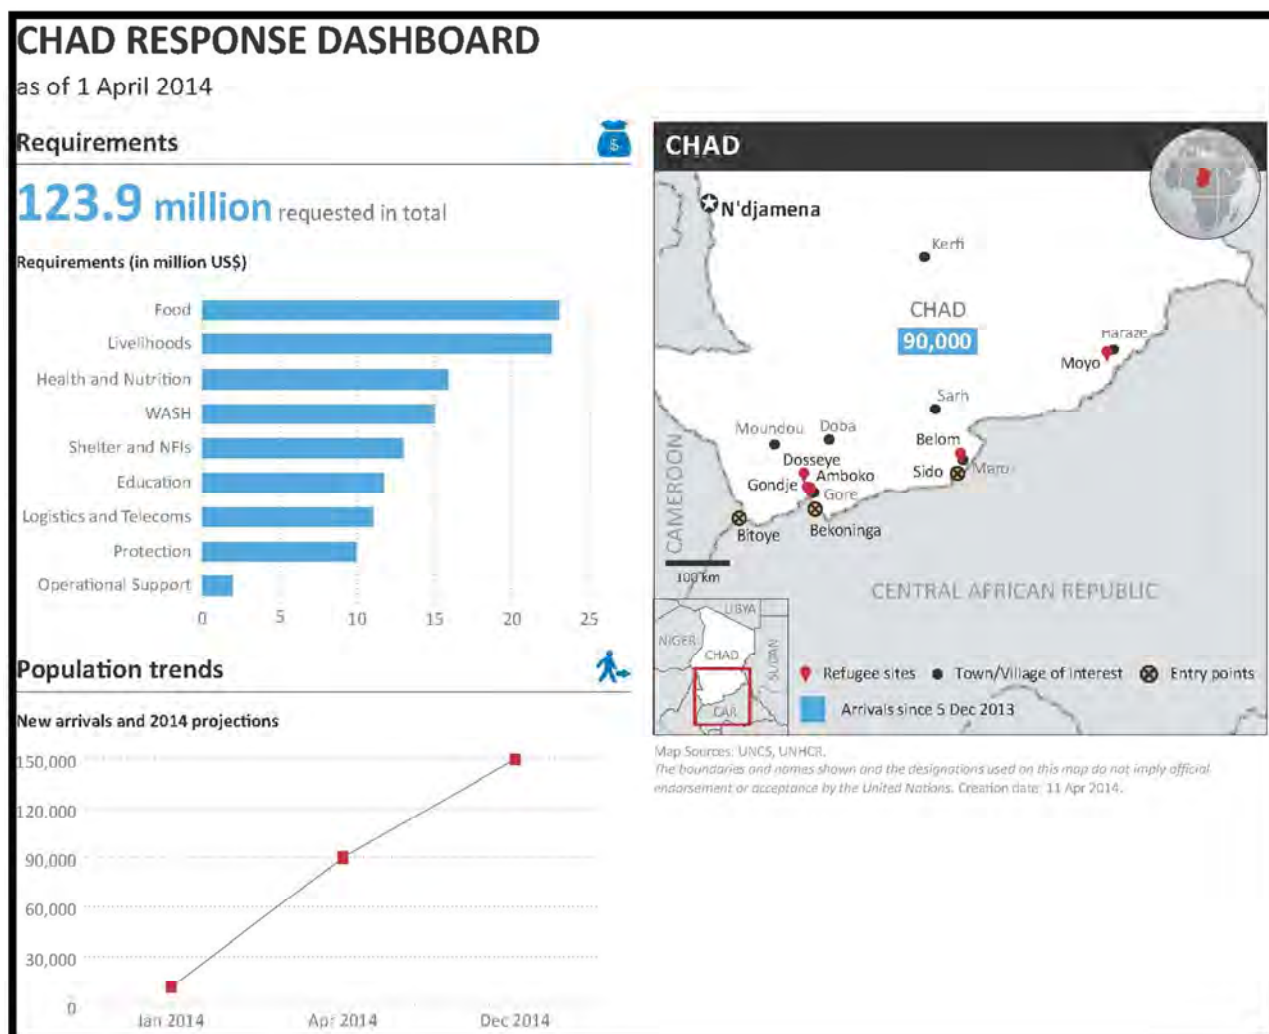 CHAD RESPONSE DASHBOARD
as of 1 April 2014
Requirements
$
123.9 million requested in total
Requirements (in million US$)
Food
Livelihoods
Health and Nutrition
WASH
Shelter and NFIs
Education
Logistics and Telecoms
Protection
Operational Support
0 5 10 15 20 25
Population trends
New arrivals and 2014 projections
150,000
120.000
90,000
60,000
30,000
0
Jan 2014 Apr 2014 Dec 2014
CHAD
N'djamena
Kerfi
CHAD
90,000
Haraze
Moyo
Sarh
Moundou
Doba
Belom
Dosseye
Amboko
Sido
Maro
Gondje
Gore
CAMEROON
Bitoye
Bekoninga
100 km
CENTRAL AFRICAN REPUBLIC
LIBYA
NIGER
CHAD
SUDAN
CAR
Refugee sites
Town/Village of interest
Entry points
Arrivals since 5 Dec 2013
Map Sources: UNCS, UNHCR.
The boundaries and names shown and the designations used on this map do not imply official
endorsement or acceptance by the United Nations. Creation date: 11 Apr 2014.